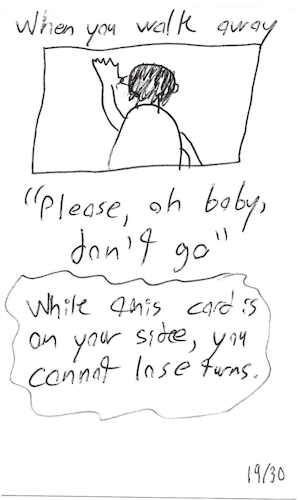 When you walk away
"Please, oh baby,
don't go"
While this card is
on your side, you
cannot lose turns.
19/30